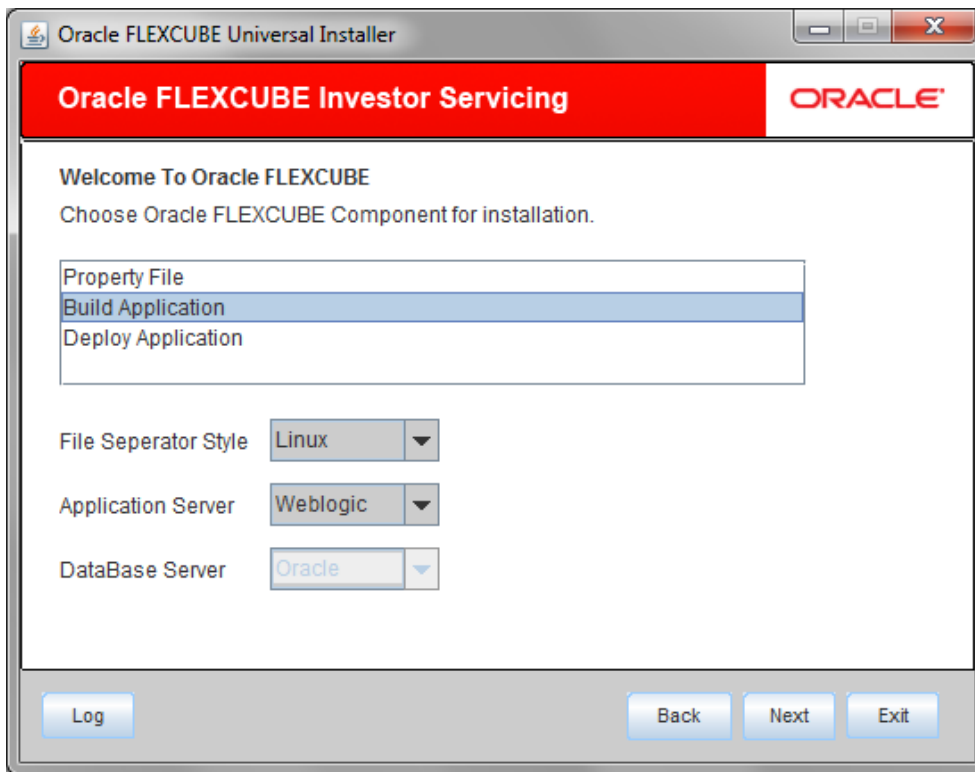 Oracle FLEXCUBE Universal Installer
Oracle FLEXCUBE Investor Servicing
ORACLE
Welcome To Oracle FLEXCUBE
Choose Oracle FLEXCUBE Component for installation.
Property File
Build Application
Deploy Application
File Seperator Style Linux
Application Server Weblogic
DataBase Server Oracle
Log Back Next Exit